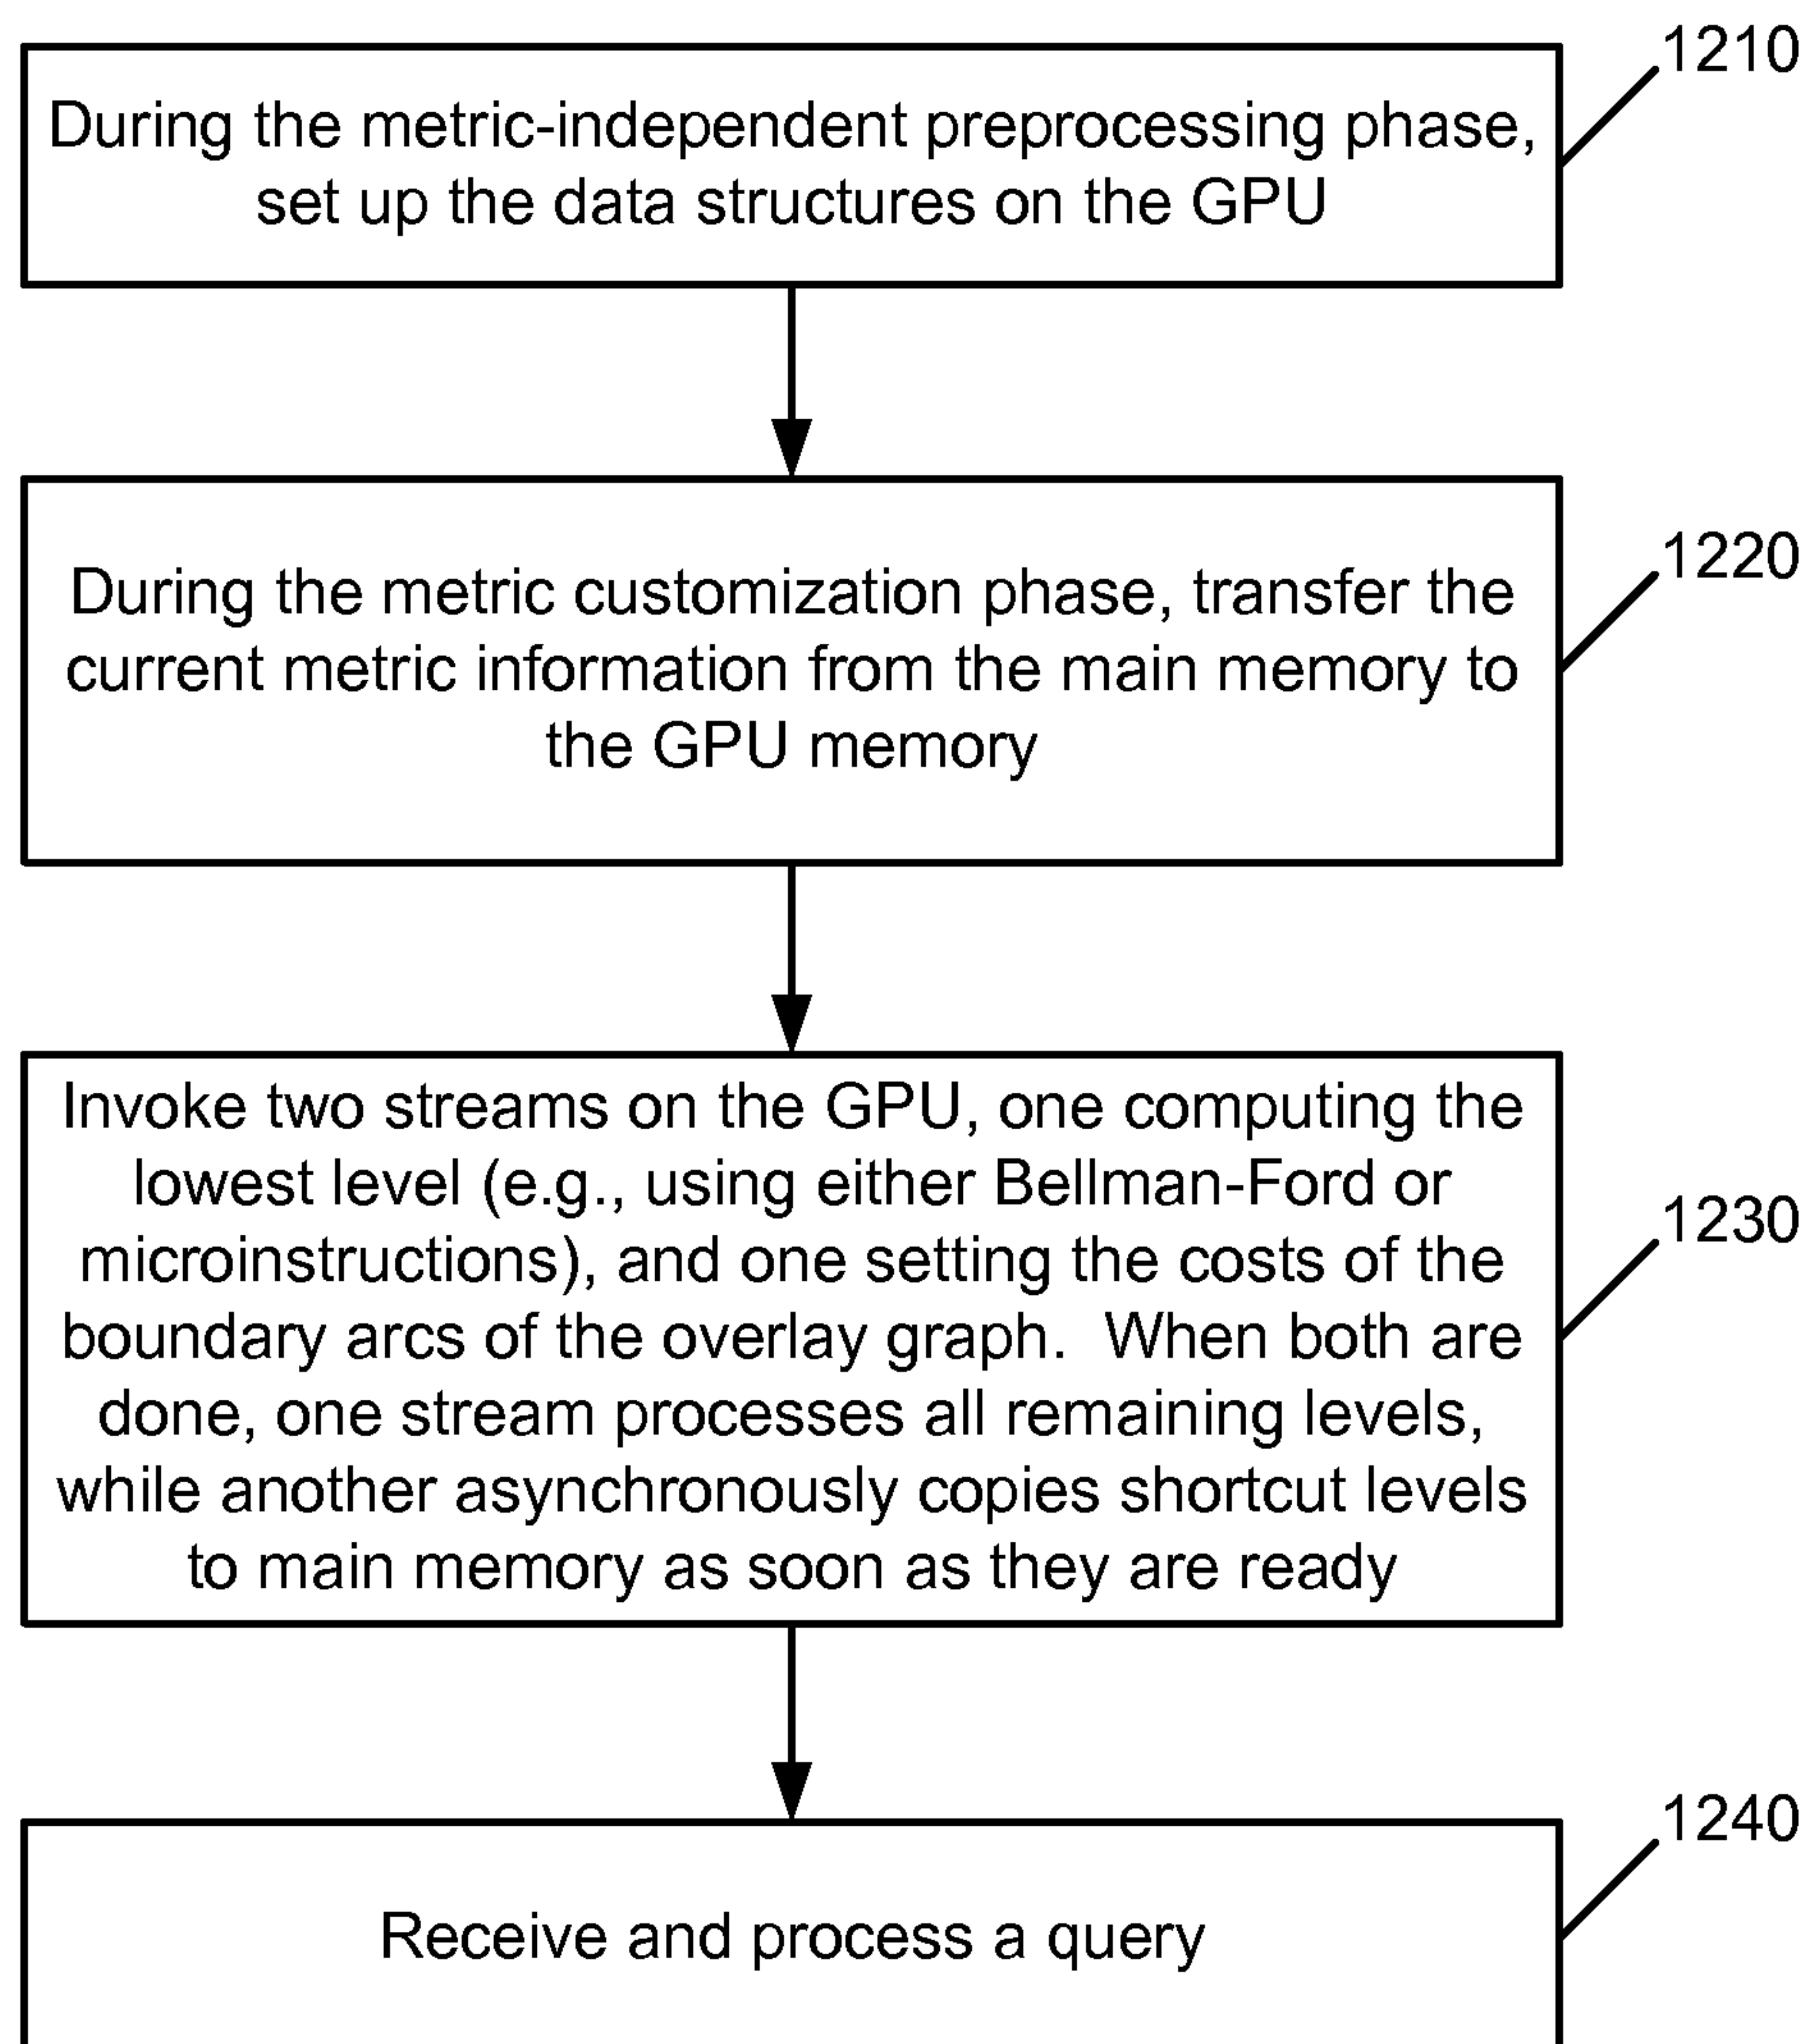 1210
During the metric-independent preprocessing phase,
set up the data structures on the GPU
1220
During the metric customization phase, transfer the
current metric information from the main memory to
the GPU memory
Invoke two streams on the GPU, one computing the
lowest level (e.g., using either Bellman-Ford or
microinstructions), and one setting the costs of the
1230
boundary arcs of the overlay graph.  When both are
done, one stream processes all remaining levels,
while another asynchronously copies shortcut levels
to main memory as soon as they are ready
1240
Receive and process a query